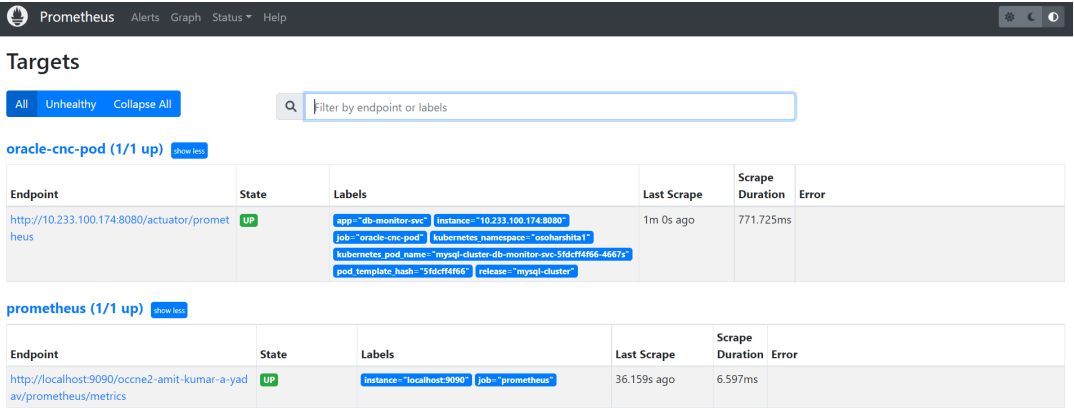 Prometheus Alerts Graph Status Help
Targets
All Unhealthy Collapse All
Filter by endpoint or labels
oracle-cnc-pod (1/1 up) show less
Endpoint State Labels Last Scrape Scrape Duration Error
http://10.233.100.174:8080/actuator/promet
heus
UP
app="db-monitor-svc" instance="10.233.100.174:8080"
job="oracle-cnc-pod" kubernetes_namespace="osoharshita1"
kubernetes_pod_name="mysql-cluster-db-monitor-svc-5fdcff4f66-4667s"
pod_template_hash="5fdcff4f66" release="mysql-cluster"
1m 0s ago
771.725ms
prometheus (1/1 up) show less
Endpoint State Labels Last Scrape Scrape Duration Error
http://localhost:9090/occne2-amit-kumar-a-yad
av/prometheus/metrics
UP
instance="localhost:9090" job="prometheus"
36.159s ago
6.597ms